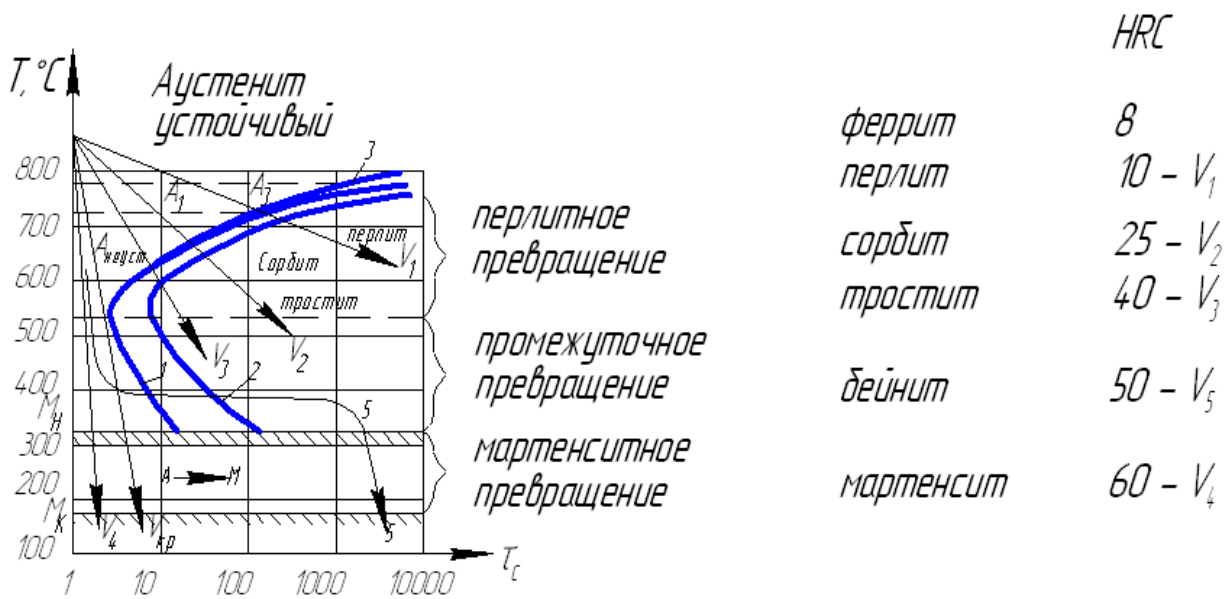 HRC
T,°C
Аустенит
устойчивый
феррит 8
800
3
A₁
перлит 10 – V₁
700
перлитное
превращение
Анеуст
перлит
V₁
Сорбит
сорбит 25 – V₂
600
тростит
тростит 40 – V₃
500
V₃
V₂
промежуточное
превращение
1
2
400
бейнит 50 – V₅
Mн
5
300
мартенситное
превращение
А М
200
мартенсит 60 – V₄
Mк
V₄
Vкр
5
100
1 10 100 1000 10000
τс